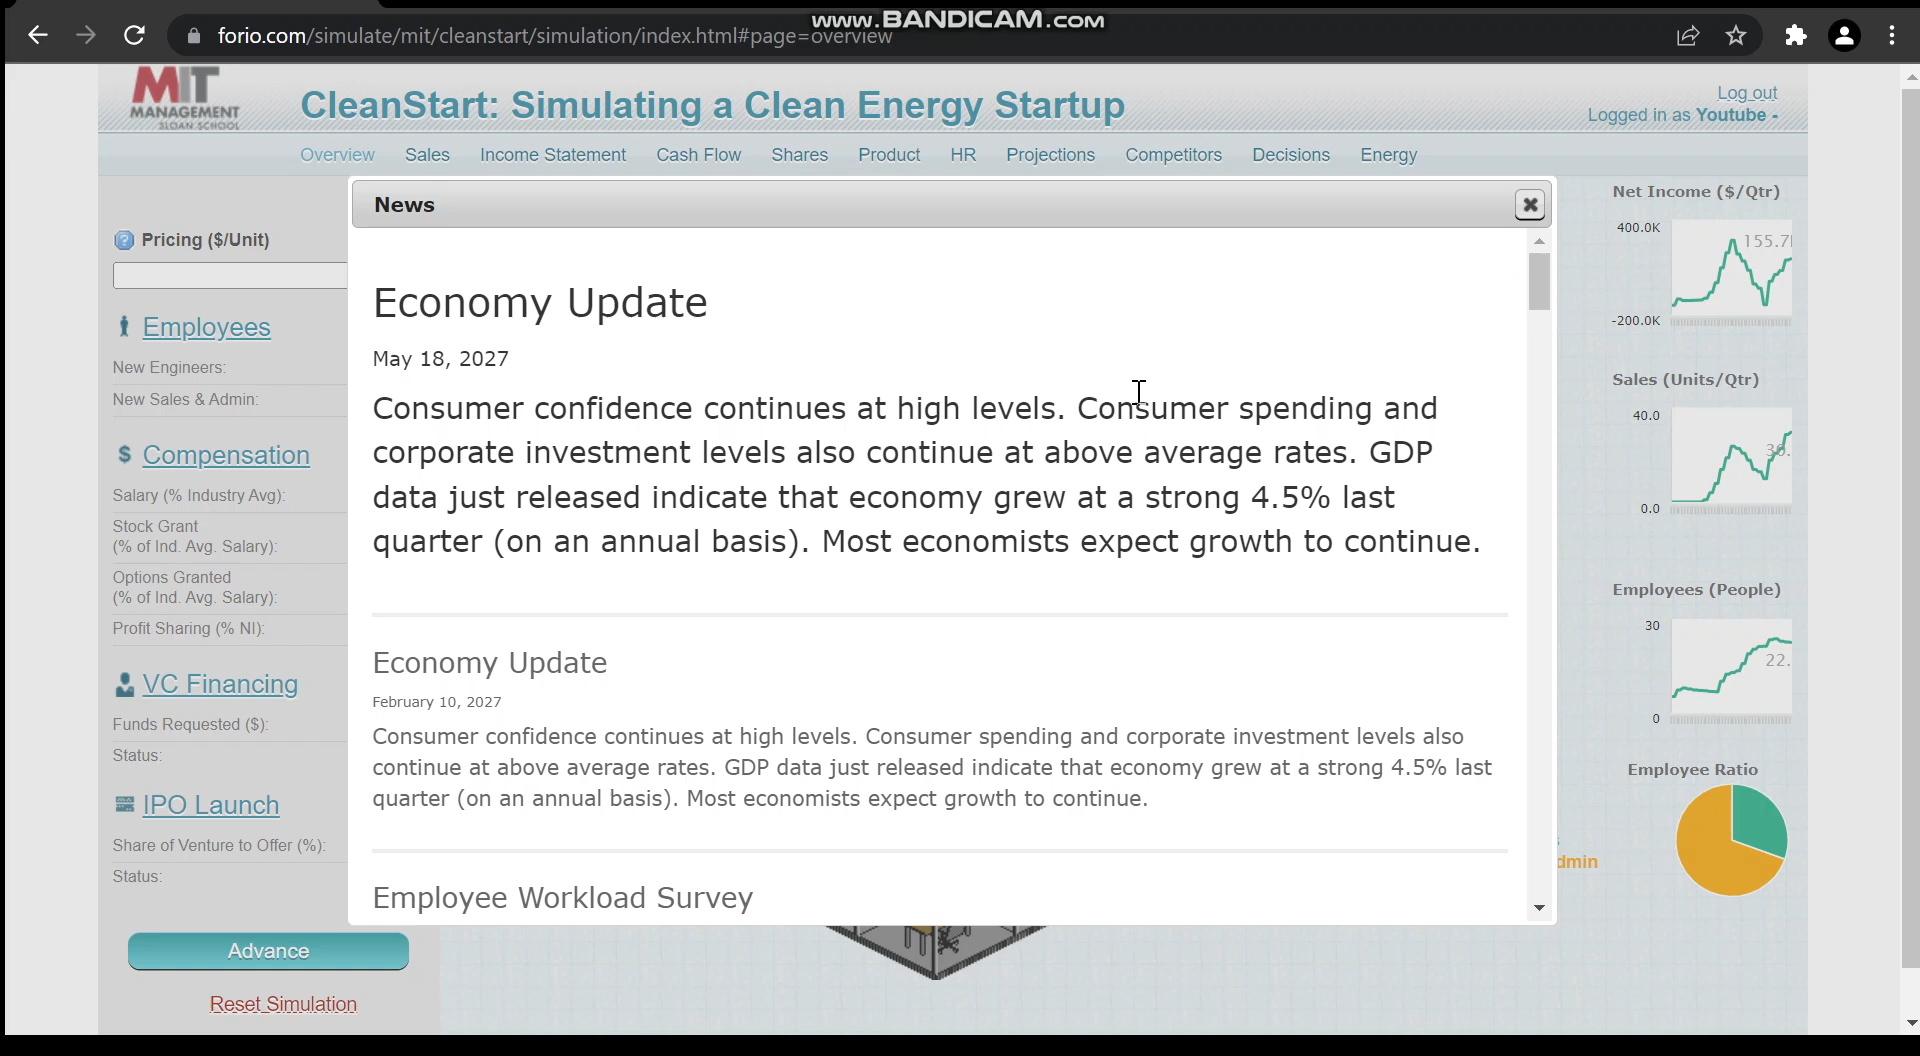 www.BANDICAM.com
forio.com/simulate/mit/cleanstart/simulation/index.html#page=overview
MIT
MANAGEMENT
SLOAN SCHOOL
CleanStart: Simulating a Clean Energy Startup
Log out
Logged in as Youtube -
Overview Sales Income Statement Cash Flow Shares Product HR Projections Competitors Decisions Energy
Pricing ($/Unit)
Employees
New Engineers:
New Sales & Admin:
Compensation
Salary (% Industry Avg):
Stock Grant
(% of Ind. Avg. Salary):
Options Granted
(% of Ind. Avg. Salary):
Profit Sharing (% NI):
VC Financing
Funds Requested ($):
Status:
IPO Launch
Share of Venture to Offer (%):
Status:
Advance
Reset Simulation
News
Economy Update
May 18, 2027
Consumer confidence continues at high levels. Consumer spending and
corporate investment levels also continue at above average rates. GDP
data just released indicate that economy grew at a strong 4.5% last
quarter (on an annual basis). Most economists expect growth to continue.
Economy Update
February 10, 2027
Consumer confidence continues at high levels. Consumer spending and corporate investment levels also
continue at above average rates. GDP data just released indicate that economy grew at a strong 4.5% last
quarter (on an annual basis). Most economists expect growth to continue.
Employee Workload Survey
Net Income ($/Qtr)
400.0K
155.7
-200.0K
Sales (Units/Qtr)
40.0
0.0
Employees (People)
30
22.
0
Employee Ratio
dmin